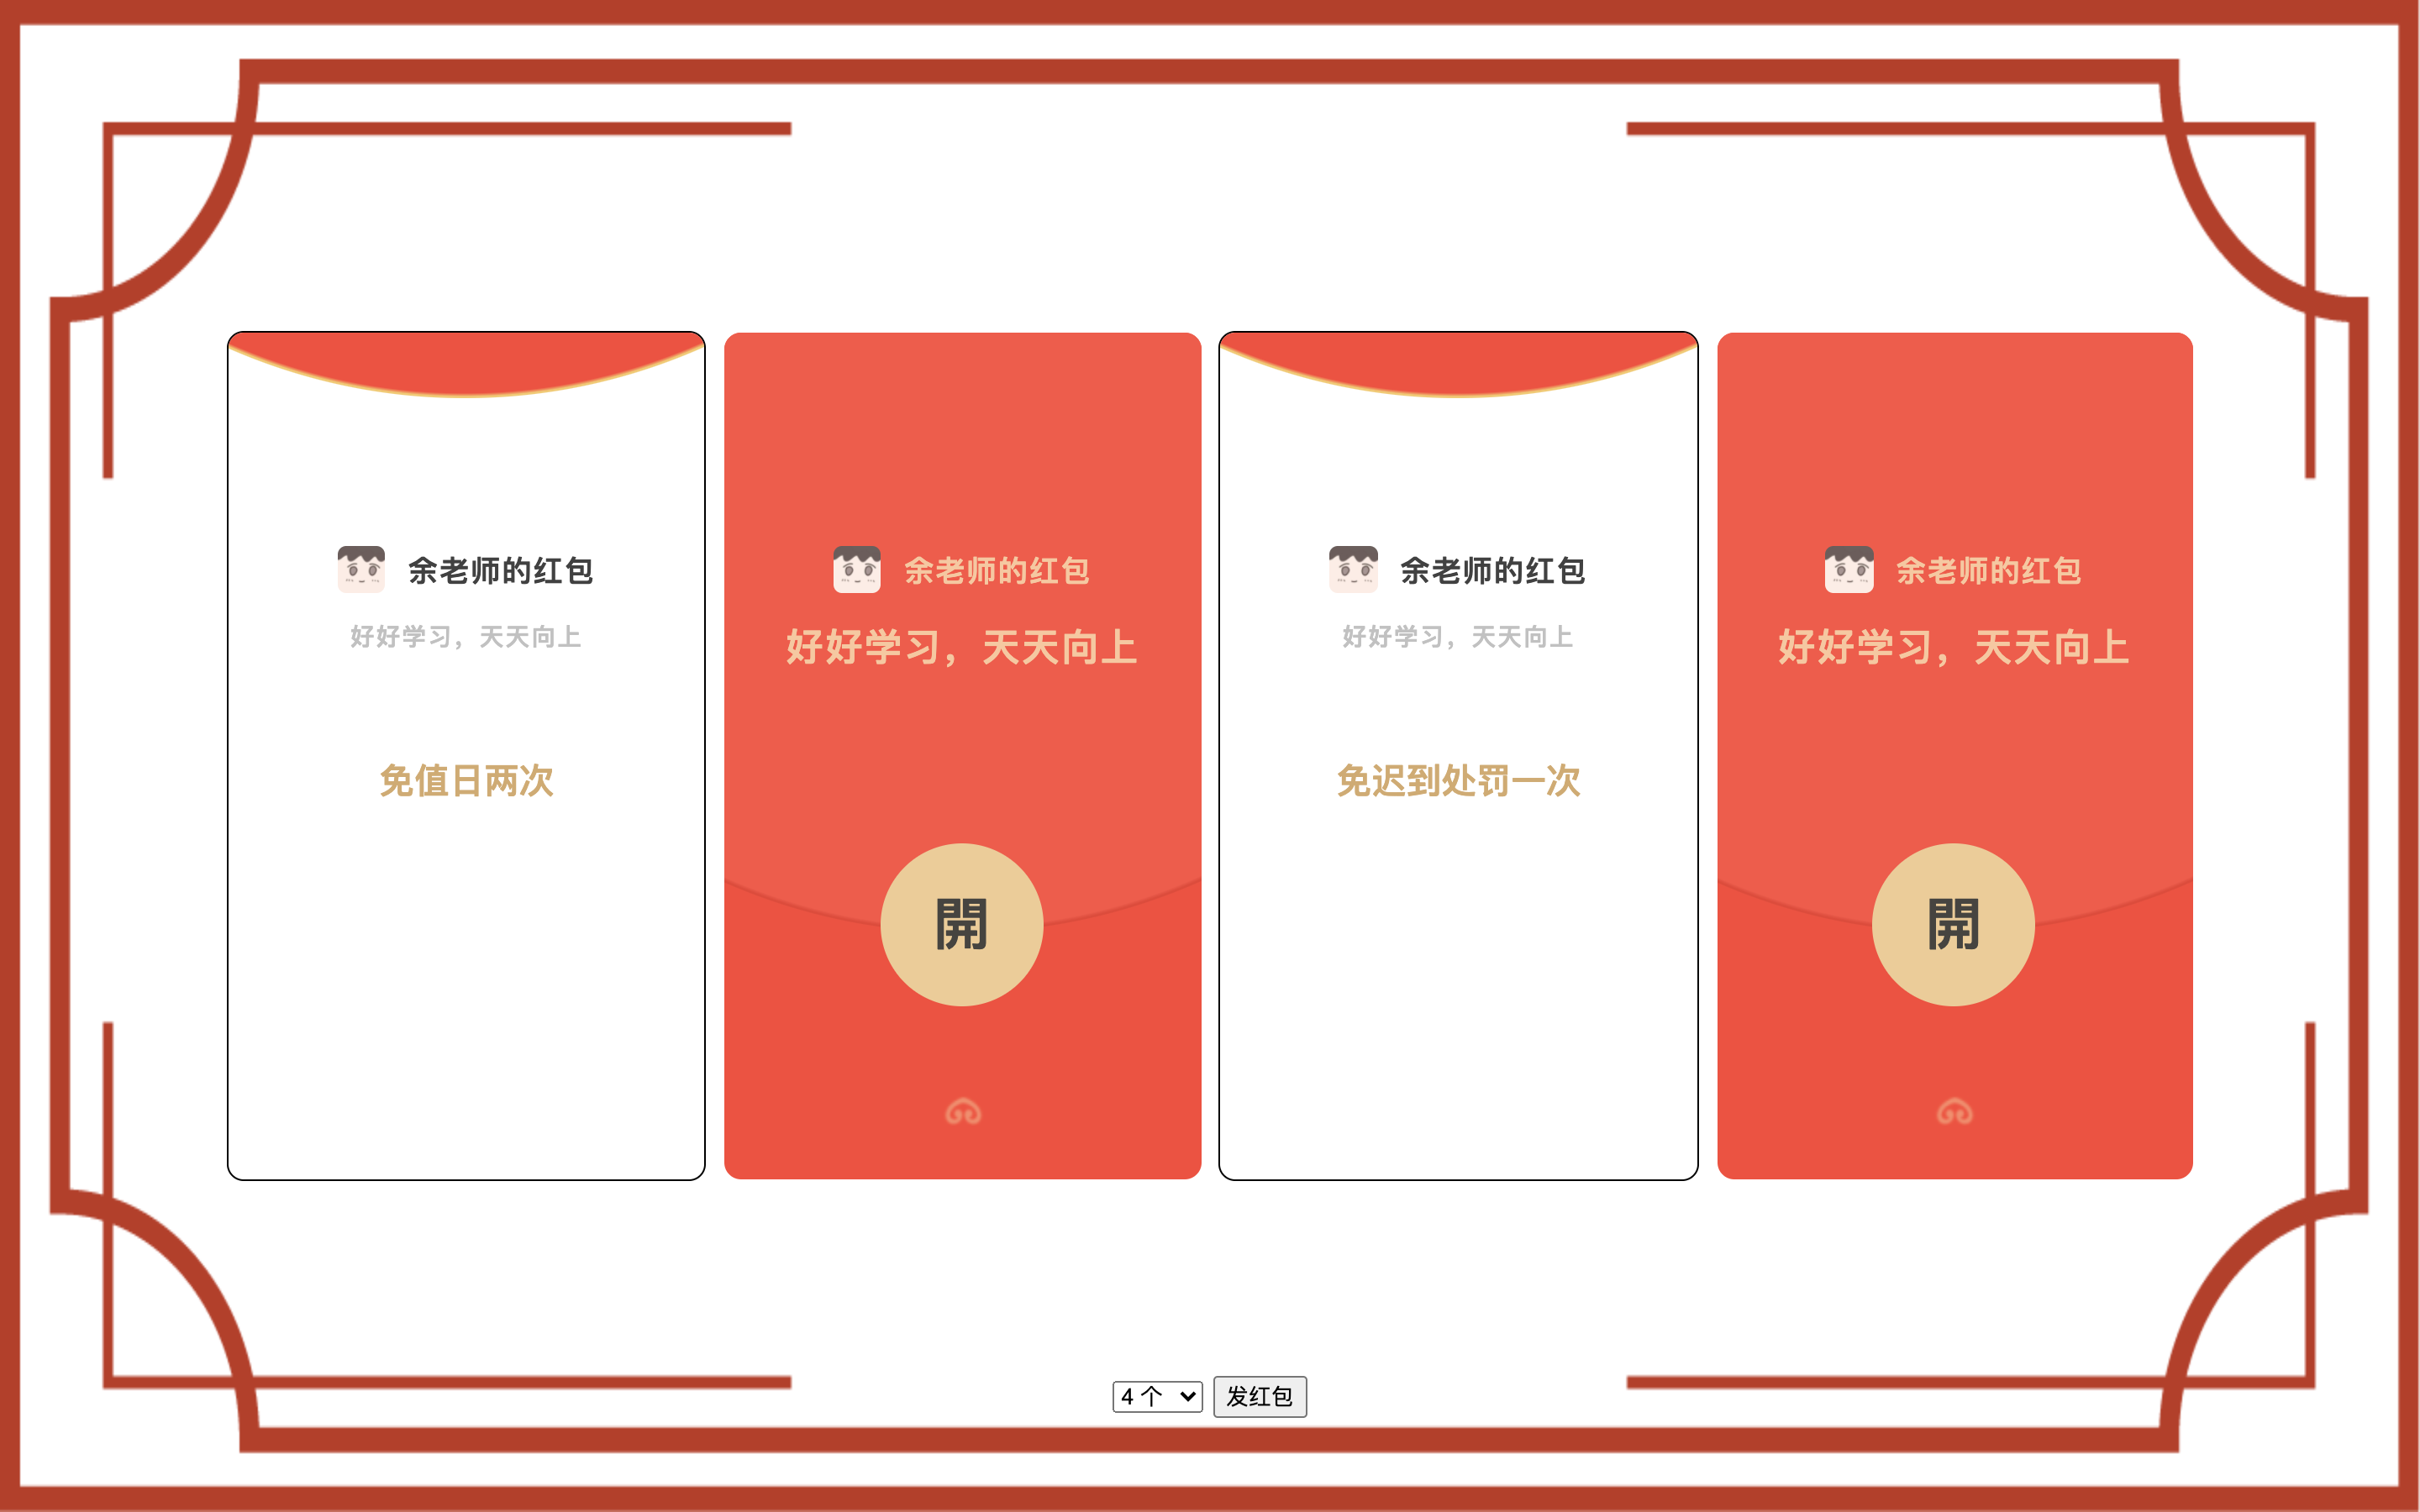 余老师的红包
好好学习，天天向上
免值日两次
余老师的红包
好好学习，天天向上
開
余老师的红包
好好学习，天天向上
免迟到处罚一次
余老师的红包
好好学习，天天向上
開
4 个
发红包